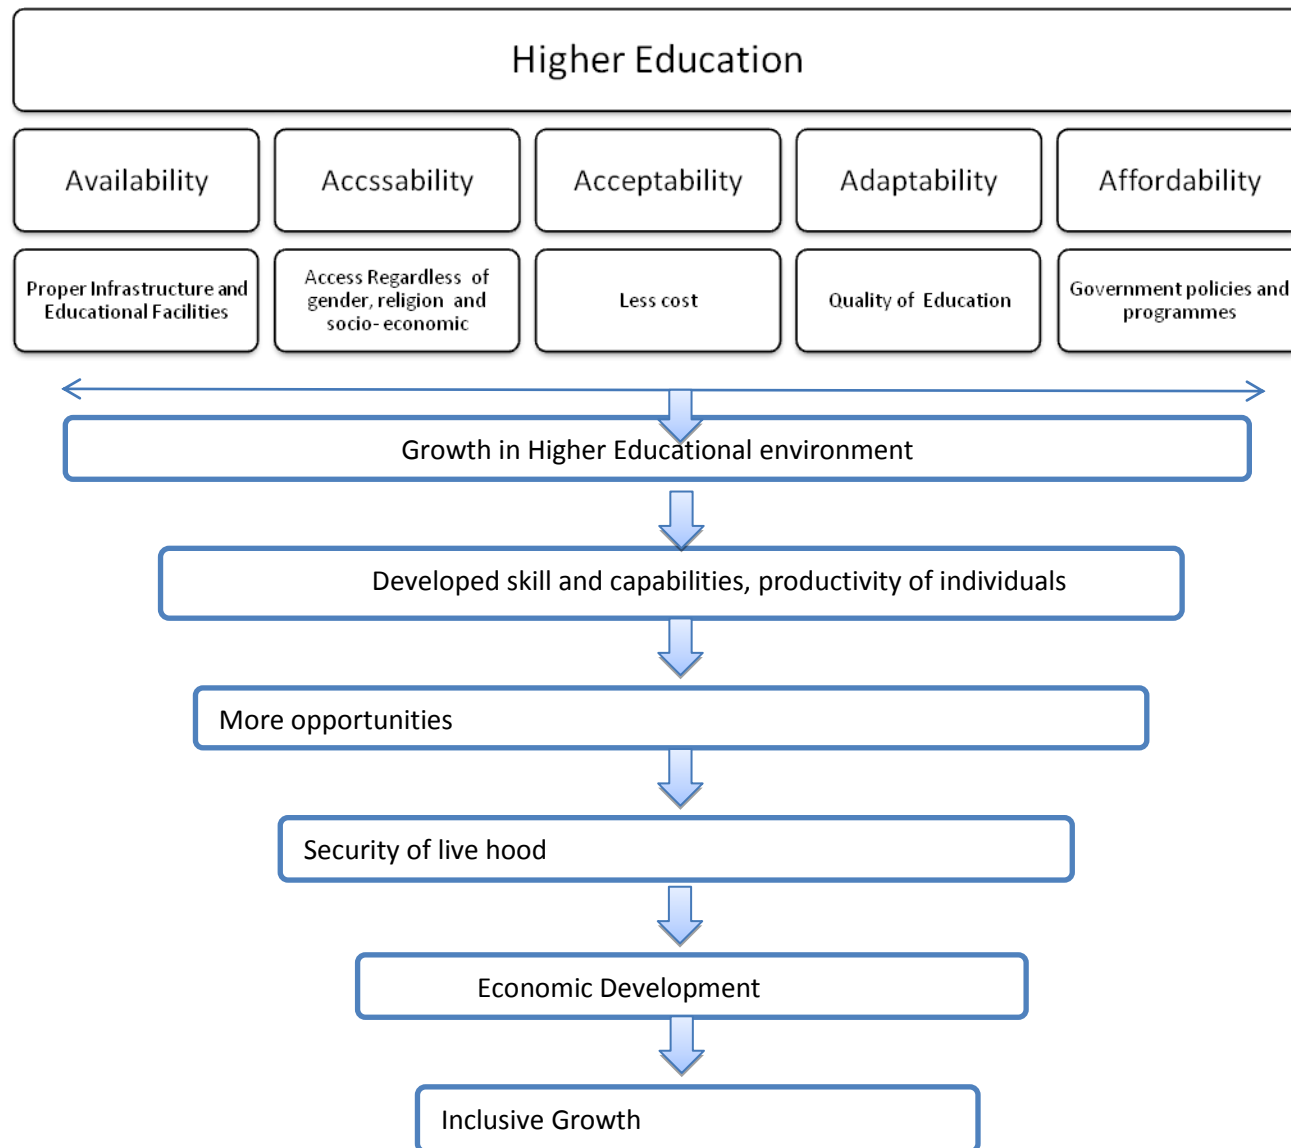 Higher Education
Availability
Accssability
Acceptability
Adaptability
Affordability
Proper Infrastructure and
Educational Facilities
Access Regardless of
gender, religion and
socio- economic
Less cost
Quality of Education
Government policies and
programmes
Growth in Higher Educational environment
Developed skill and capabilities, productivity of individuals
More opportunities
Security of live hood
Economic Development
Inclusive Growth